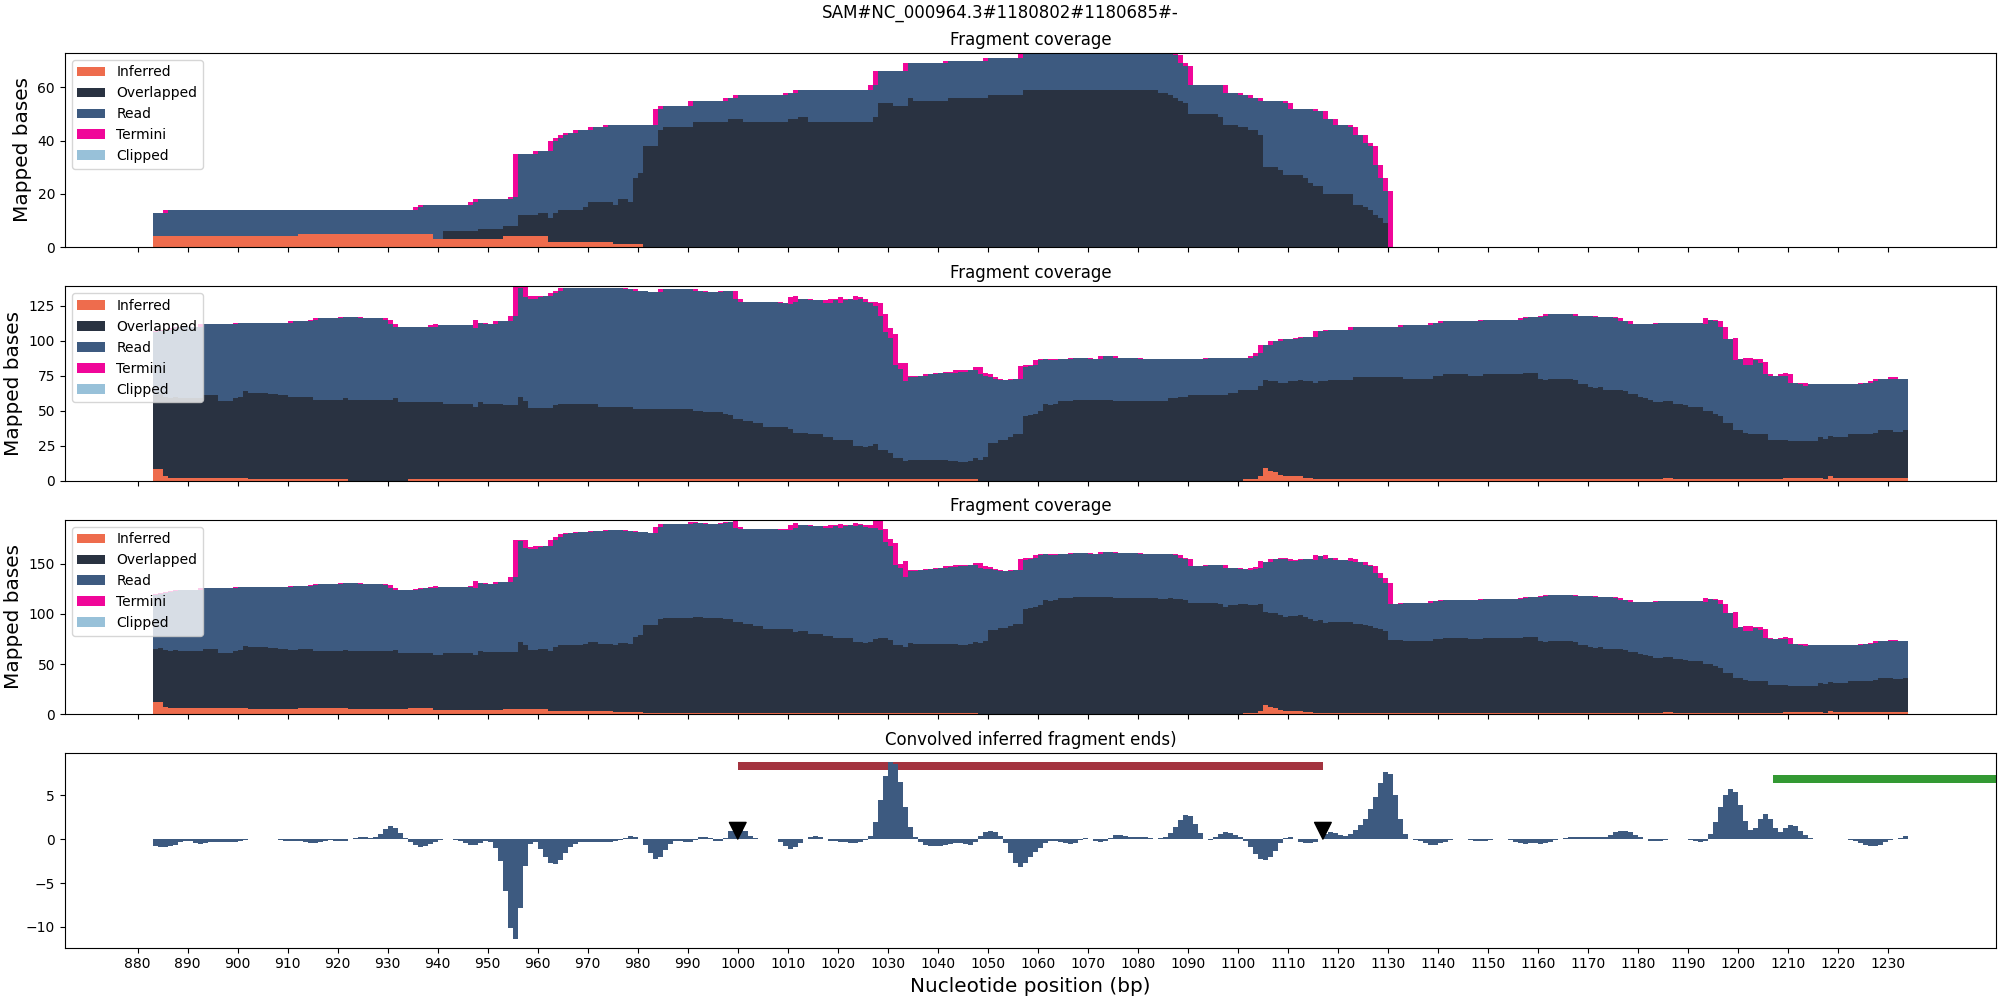 SAM#NC_000964.3#1180802#1180685#-
Fragment coverage
Mapped bases
60
40
20
0
Inferred
Overlapped
Read
Termini
Clipped
Fragment coverage
Mapped bases
125
100
75
50
25
0
Inferred
Overlapped
Read
Termini
Clipped
Fragment coverage
Mapped bases
150
100
50
0
Inferred
Overlapped
Read
Termini
Clipped
Convolved inferred fragment ends)
5
0
−5
−10
880 890 900 910 920 930 940 950 960 970 980 990 1000 1010 1020 1030 1040 1050 1060 1070 1080 1090 1100 1110 1120 1130 1140 1150 1160 1170 1180 1190 1200 1210 1220 1230
Nucleotide position (bp)